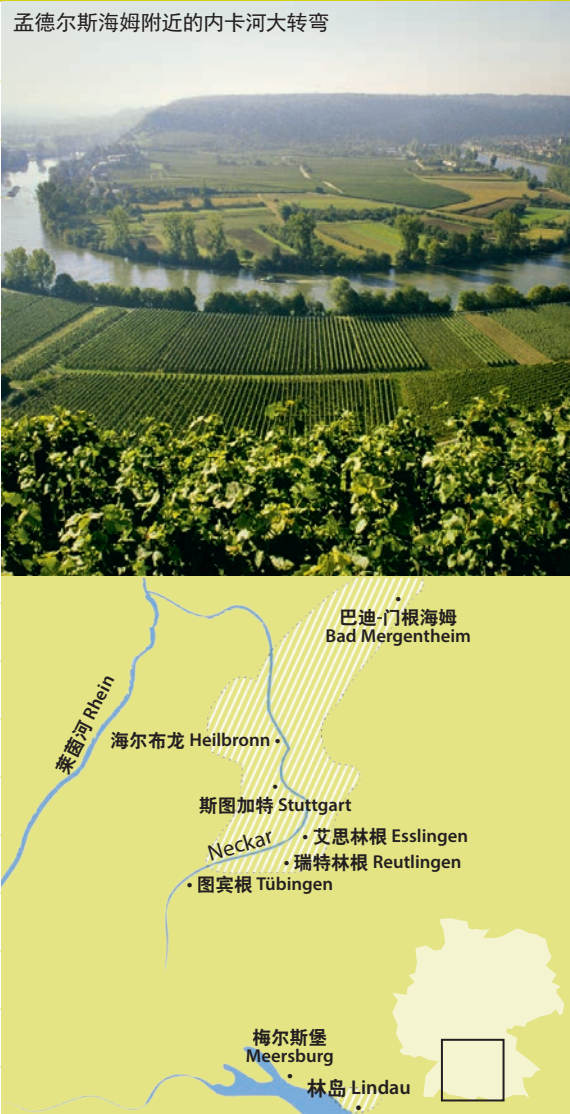 孟德尔斯海姆附近的内卡河大转弯
巴迪-门根海姆
Bad Mergentheim
莱茵河 Rhein
海尔布龙 Heilbronn
斯图加特 Stuttgart
Neckar
艾思林根 Esslingen
瑞特林根 Reutlingen
图宾根 Tübingen
梅尔斯堡
Meersburg
林岛 Lindau